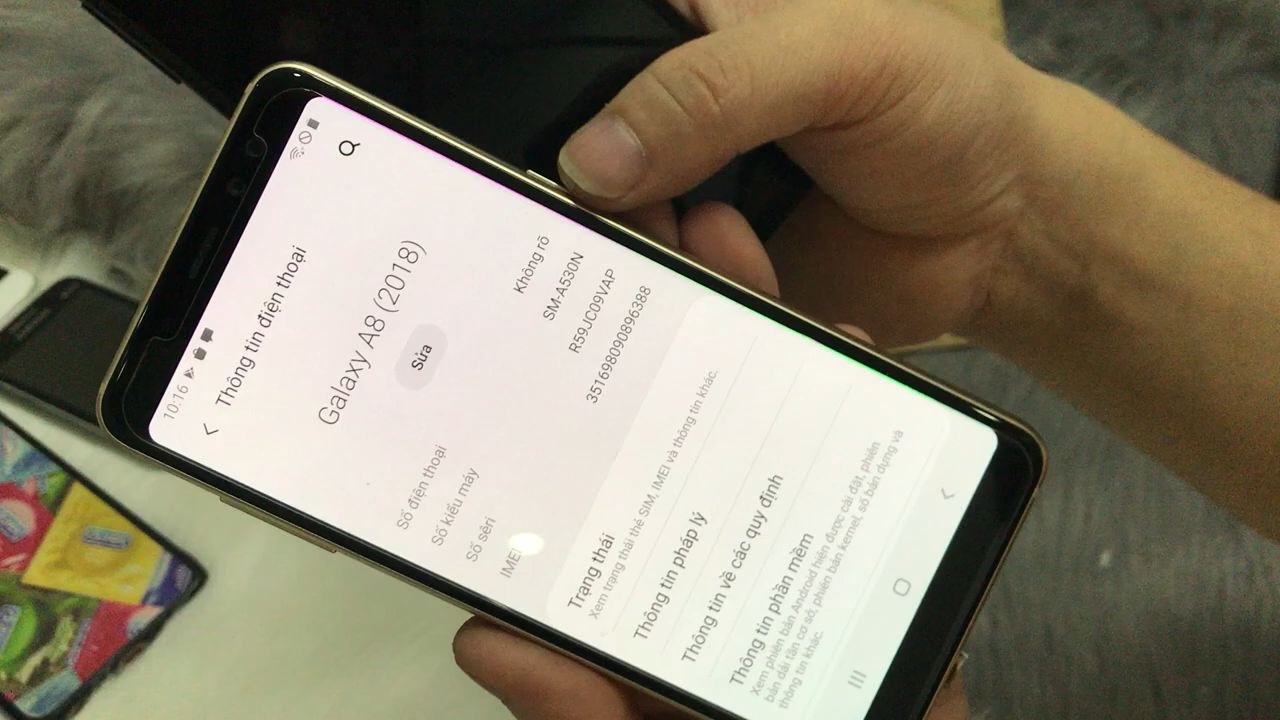 10:16
Thông tin điện thoại
Galaxy A8 (2018)
Sửa
Số điện thoại Không rõ
Số kiểu máy SM-A530N
Số sêri R59JC09VAP
IMEI 351698090896388
Trạng thái
Xem trạng thái thẻ SIM, IMEI và thông tin khác.
Thông tin pháp lý
Thông tin về các quy định
Thông tin phần mềm
Xem phiên bản Android hiện được cài đặt, phiên
bản dải tần cơ sở, phiên bản kernel, số bản dựng và
thông tin khác.